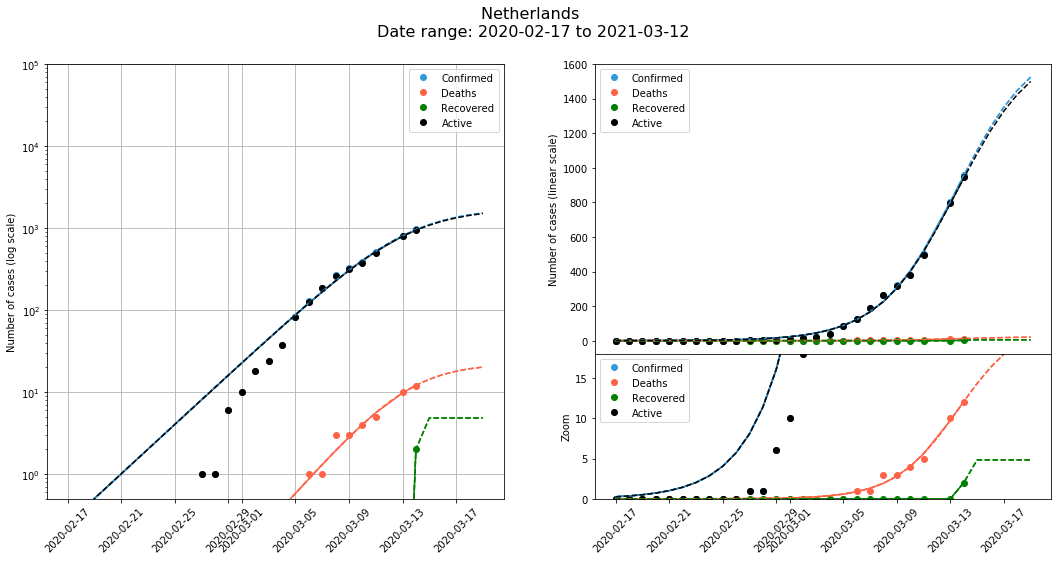 Netherlands
Date range: 2020-02-17 to 2021-03-12
Number of cases (log scale)
10^5
10^4
10^3
10^2
10^1
10^0
Confirmed
Deaths
Recovered
Active
2020-02-17
2020-02-21
2020-02-25
2020-02-29
2020-03-01
2020-03-05
2020-03-09
2020-03-13
2020-03-17
Number of cases (linear scale)
1600
1400
1200
1000
800
600
400
200
0
Confirmed
Deaths
Recovered
Active
Zoom
15
10
5
0
Confirmed
Deaths
Recovered
Active
2020-02-17
2020-02-21
2020-02-25
2020-02-29
2020-03-01
2020-03-05
2020-03-09
2020-03-13
2020-03-17